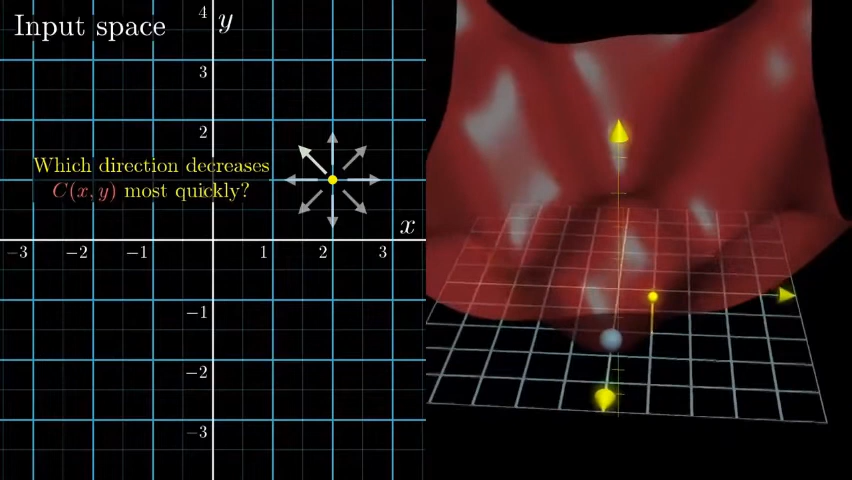 Input space
y
4
3
2
Which direction decreases
C(x, y) most quickly?
x
−3 −2 −1 1 2 3
−1
−2
−3